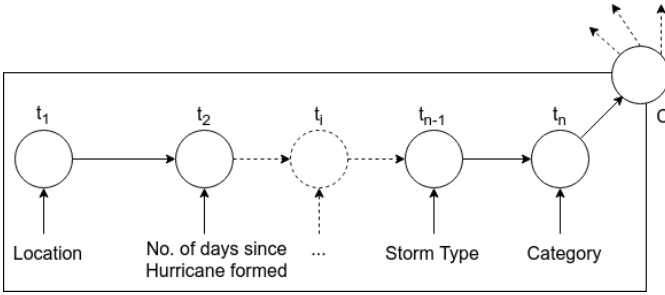 t1
t2
ti
tn-1
tn
Location
No. of days since
Hurricane formed
...
Storm Type
Category